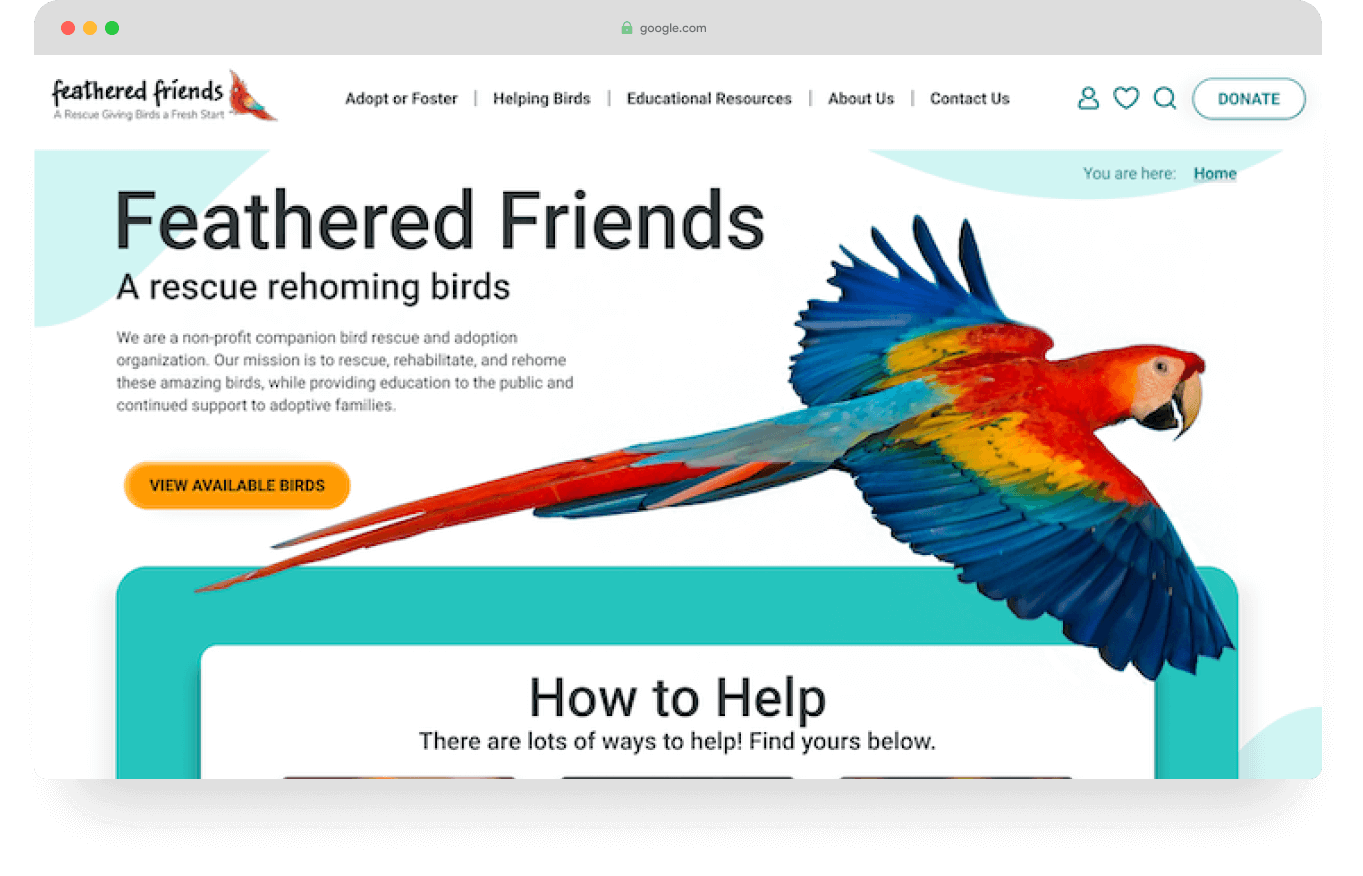 google.com
feathered friends
A Rescue Giving Birds a Fresh Start
Adopt or Foster | Helping Birds | Educational Resources | About Us | Contact Us
DONATE
You are here: Home
Feathered Friends
A rescue rehoming birds
We are a non-profit companion bird rescue and adoption
organization. Our mission is to rescue, rehabilitate, and rehome
these amazing birds, while providing education to the public and
continued support to adoptive families.
VIEW AVAILABLE BIRDS
How to Help
There are lots of ways to help! Find yours below.